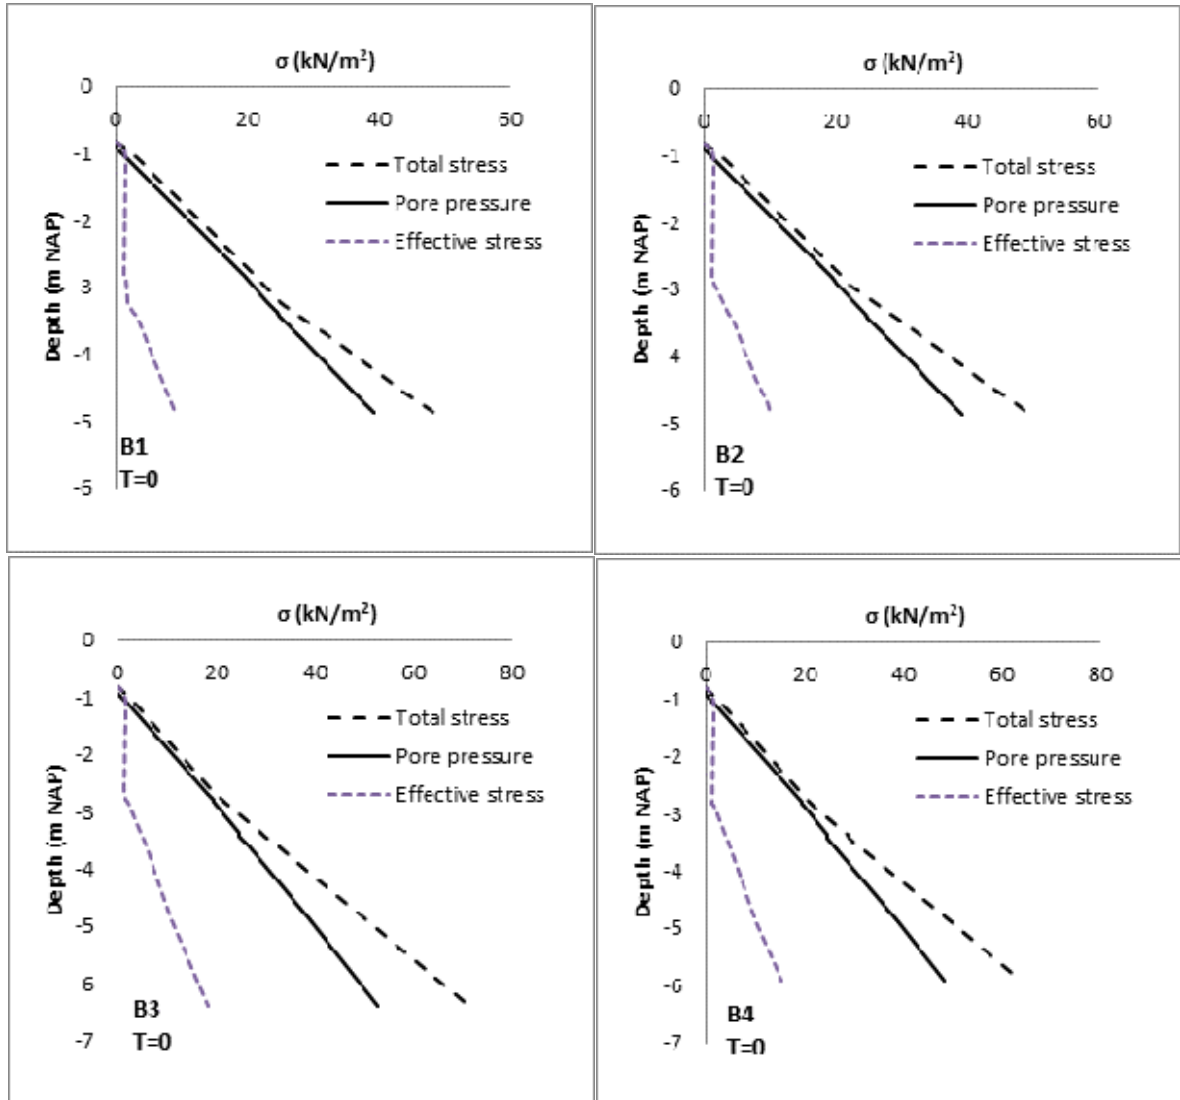 σ (kN/m²)
0
0 20 40 50
-1
-2
3
-4
-5
-5
Depth (m NAP)
Total stress
Pore pressure
Effective stress
B1
T=0
σ (kN/m²)
0
0 20 40 60
-1
-2
-3
-4
-5
-6
Depth (m NAP)
Total stress
Pore pressure
Effective stress
B2
T=0
σ (kN/m²)
0
0 20 40 60 80
-1
-2
-3
-4
-5
6
-7
Depth (m NAP)
Total stress
Pore pressure
Effective stress
B3
T=0
σ (kN/m²)
0
0 20 40 60 80
-1
-2
-3
-4
-5
-6
-7
Depth (m NAP)
Total stress
Pore pressure
Effective stress
B4
T=0